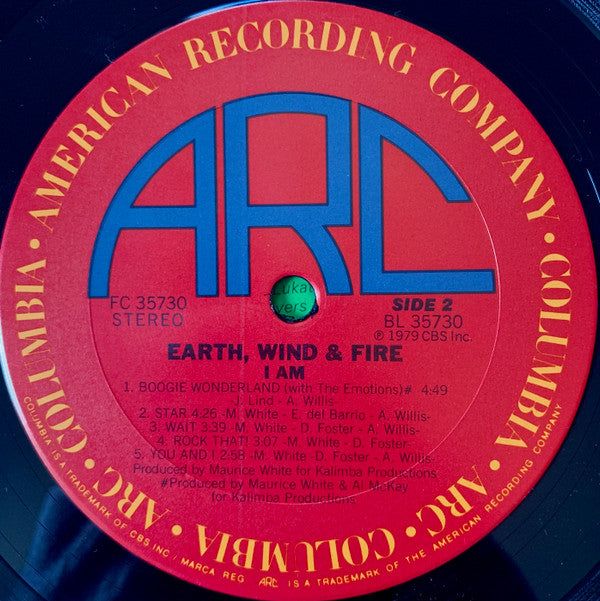 AMERICAN RECORDING COMPANY • COLUMBIA • ARC • COLUMBIA • ARC • COLUMBIA •
ARC
FC 35730
STEREO
SIDE 2
BL 35730
℗ 1979 CBS Inc.
EARTH, WIND & FIRE
I AM
1. BOOGIE WONDERLAND (with The Emotions)# 4:49
-J. Lind - A. Willis-
2. STAR 4:26 -M. White - E. del Barrio - A. Willis-
3. WAIT 3:39 -M. White - D. Foster - A. Willis-
4. ROCK THAT! 3:07 -M. White - D. Foster-
5. YOU AND I 2:58 -M. White - D. Foster - A. Willis-
Produced by Maurice White for Kalimba Productions
#Produced by Maurice White & Al McKay
for Kalimba Productions
COLUMBIA IS A TRADEMARK OF CBS INC / MARCA REG ARC IS A TRADEMARK OF THE AMERICAN RECORDING COMPANY